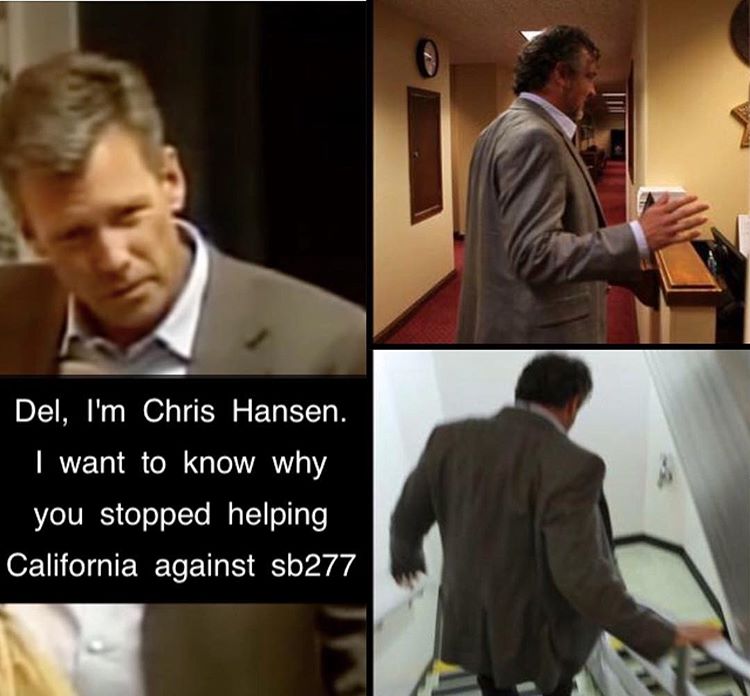 Del, I'm Chris Hansen.
I want to know why
you stopped helping
California against sb277